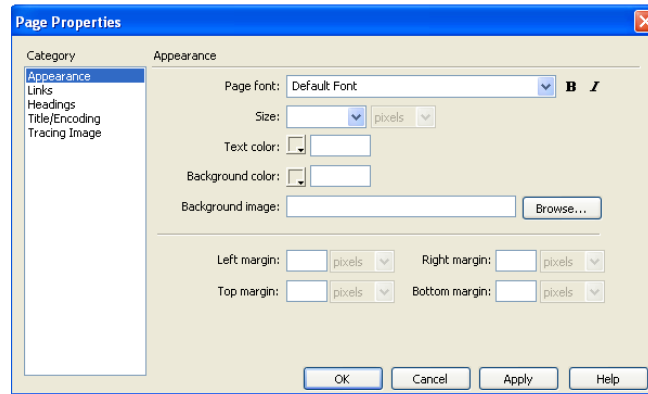 Page Properties
Category
Appearance
Links
Headings
Title/Encoding
Tracing Image
Appearance
Page font: Default Font B I
Size: pixels
Text color:
Background color:
Background image: Browse...
Left margin: pixels Right margin: pixels
Top margin: pixels Bottom margin: pixels
OK Cancel Apply Help